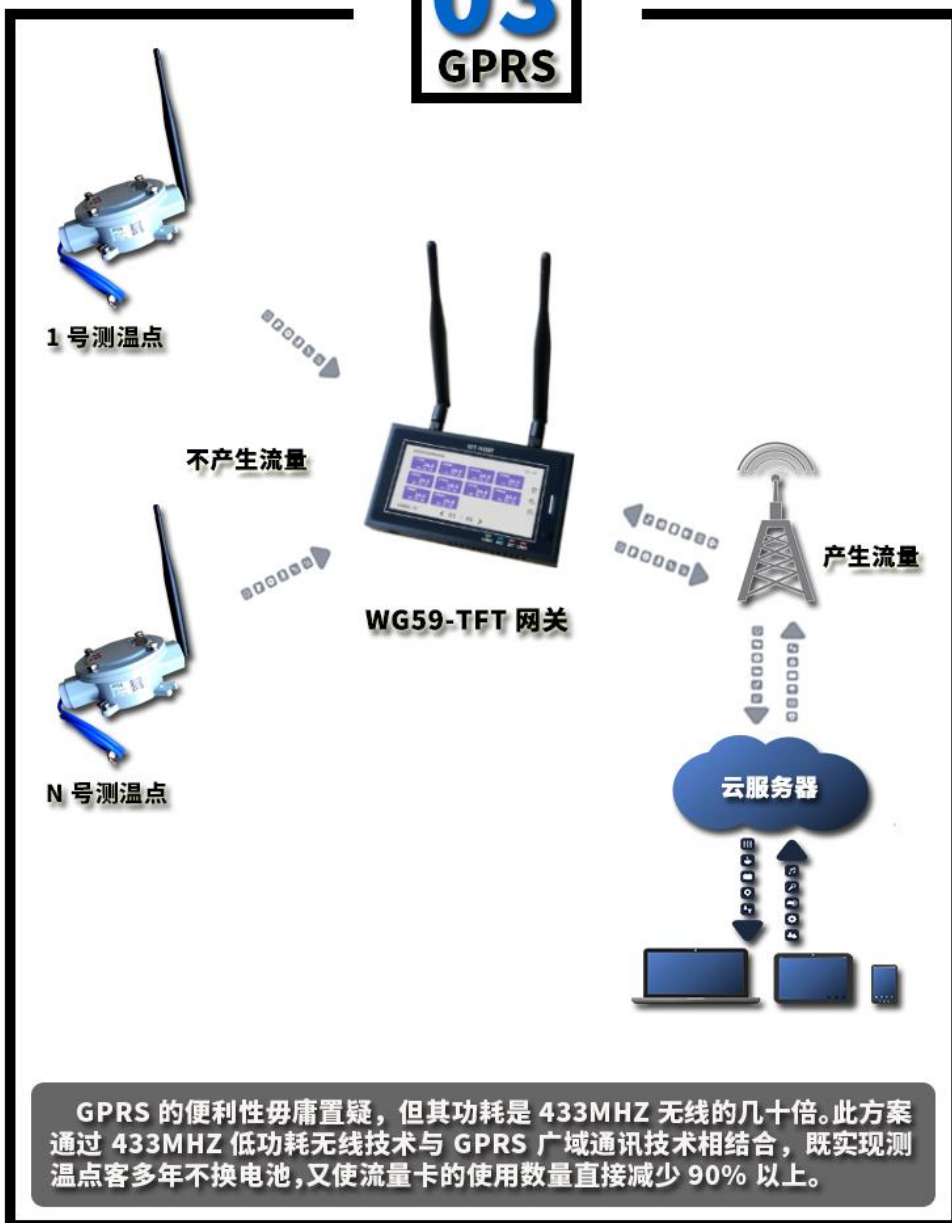 03
GPRS
1 号测温点
不产生流量
WG59-TFT 网关
产生流量
N 号测温点
云服务器
GPRS 的便利性毋庸置疑，但其功耗是 433MHZ 无线的几十倍。此方案
通过 433MHZ 低功耗无线技术与 GPRS 广域通讯技术相结合，既实现测
温点客多年不换电池,又使流量卡的使用数量直接减少 90% 以上。